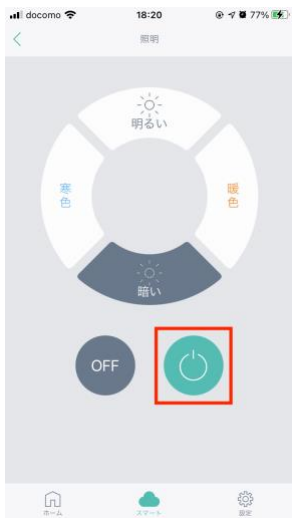 docomo 18:20 77%
照明
明るい
寒色
暖色
暗い
OFF
ホーム スマート 設定